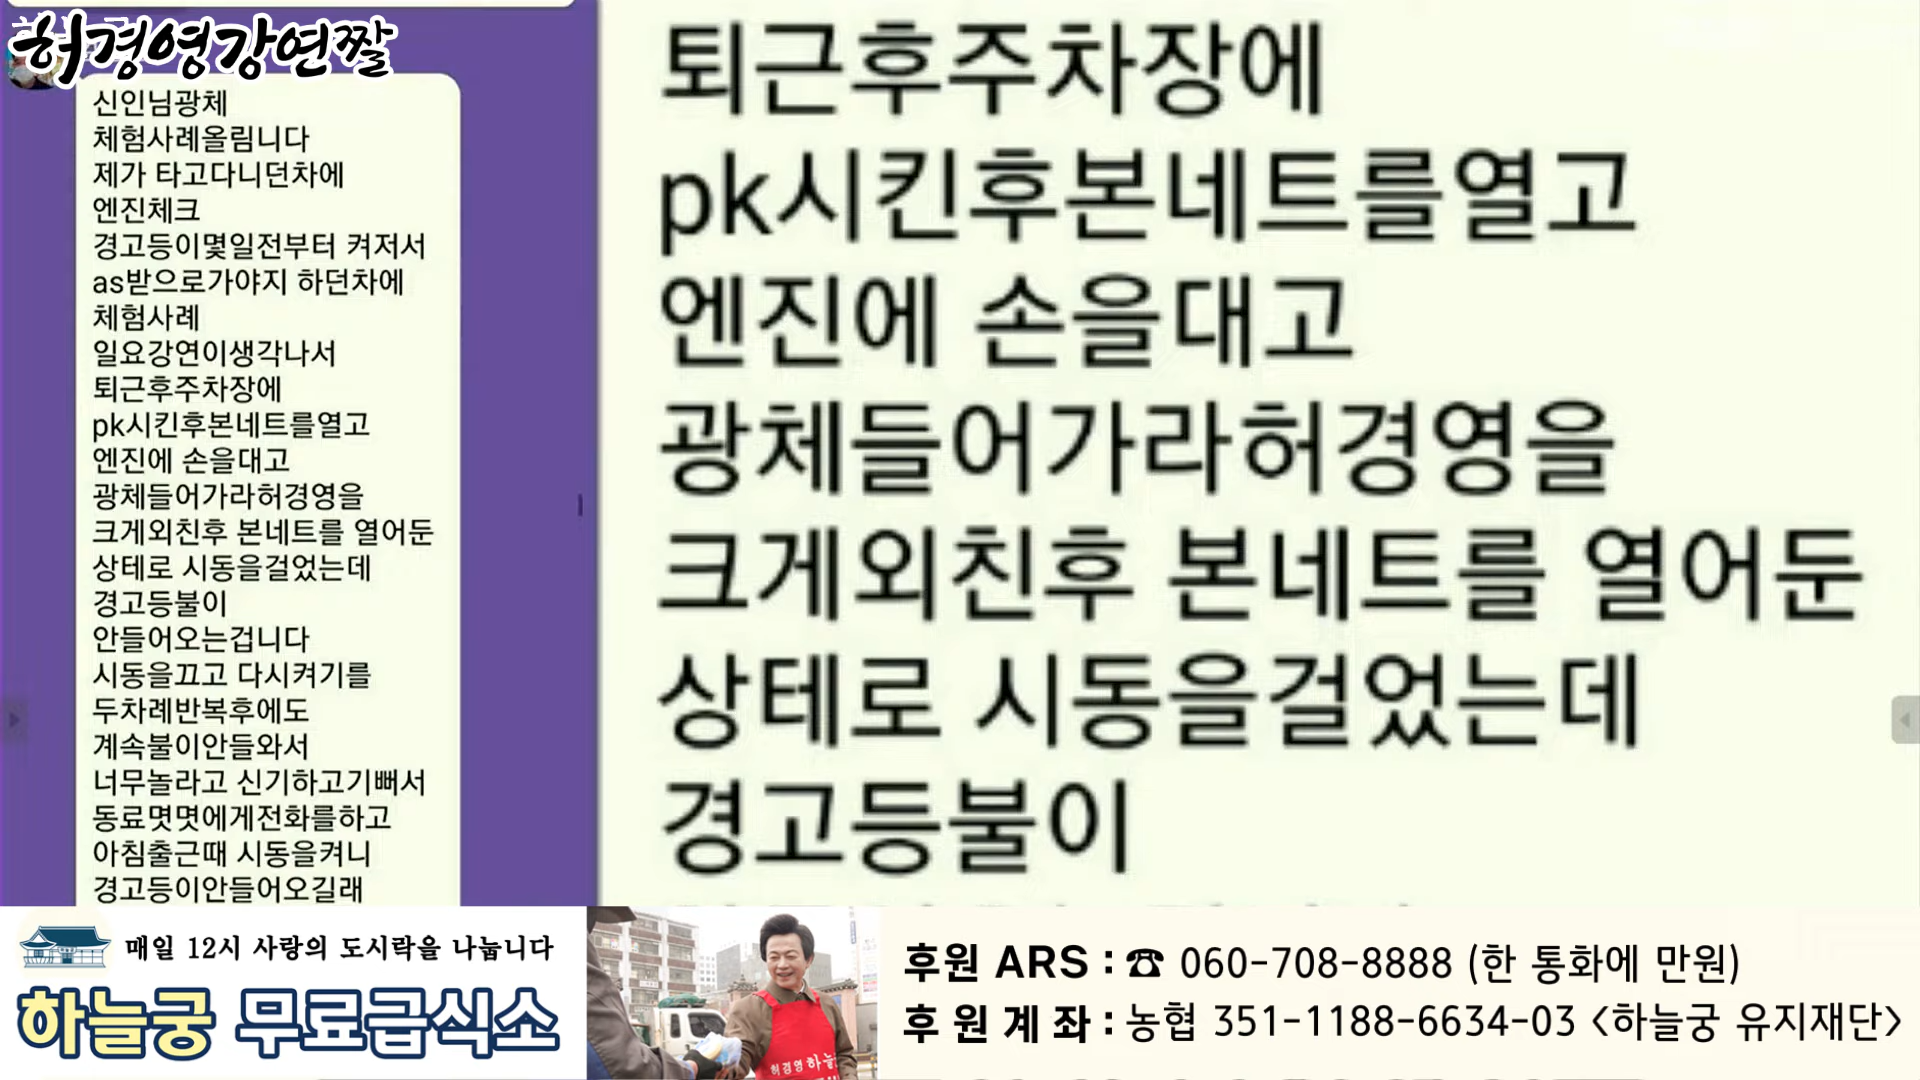 허경영강연짤
신인님광체
체험사례올림니다
제가 타고다니던차에
엔진체크
경고등이몇일전부터 켜저서
as받으로가야지 하던차에
체험사례
일요강연이생각나서
퇴근후주차장에
pk시킨후본네트를열고
엔진에 손을대고
광체들어가라허경영을
크게외친후 본네트를 열어둔
상테로 시동을걸었는데
경고등불이
안들어오는겁니다
시동을끄고 다시켜기를
두차례반복후에도
계속불이안들와서
너무놀라고 신기하고기뻐서
동료몃몃에게전화를하고
아침출근때 시동을켜니
경고등이안들어오길래
퇴근후주차장에
pk시킨후본네트를열고
엔진에 손을대고
광체들어가라허경영을
크게외친후 본네트를 열어둔
상테로 시동을걸었는데
경고등불이
매일 12시 사랑의 도시락을 나눕니다
하늘궁 무료급식소
허경영 하늘
후원 ARS : ☎ 060-708-8888 (한 통화에 만원)
후원계좌 : 농협 351-1188-6634-03 <하늘궁 유지재단>